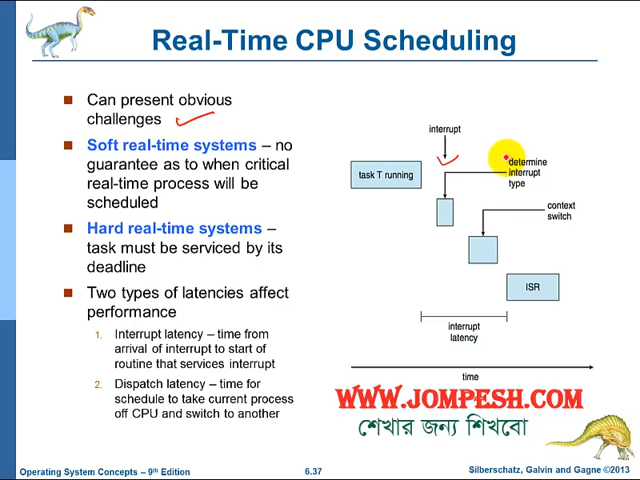 Real-Time CPU Scheduling
Can present obvious
challenges
Soft real-time systems – no
guarantee as to when critical
real-time process will be
scheduled
Hard real-time systems –
task must be serviced by its
deadline
Two types of latencies affect
performance
1. Interrupt latency – time from
arrival of interrupt to start of
routine that services interrupt
2. Dispatch latency – time for
schedule to take current process
off CPU and switch to another
interrupt
task T running
determine
interrupt
type
context
switch
ISR
interrupt
latency
time
WWW.JOMPESH.COM
শেখার জন্য শিখবো
Operating System Concepts – 9th Edition
6.37
Silberschatz, Galvin and Gagne ©2013